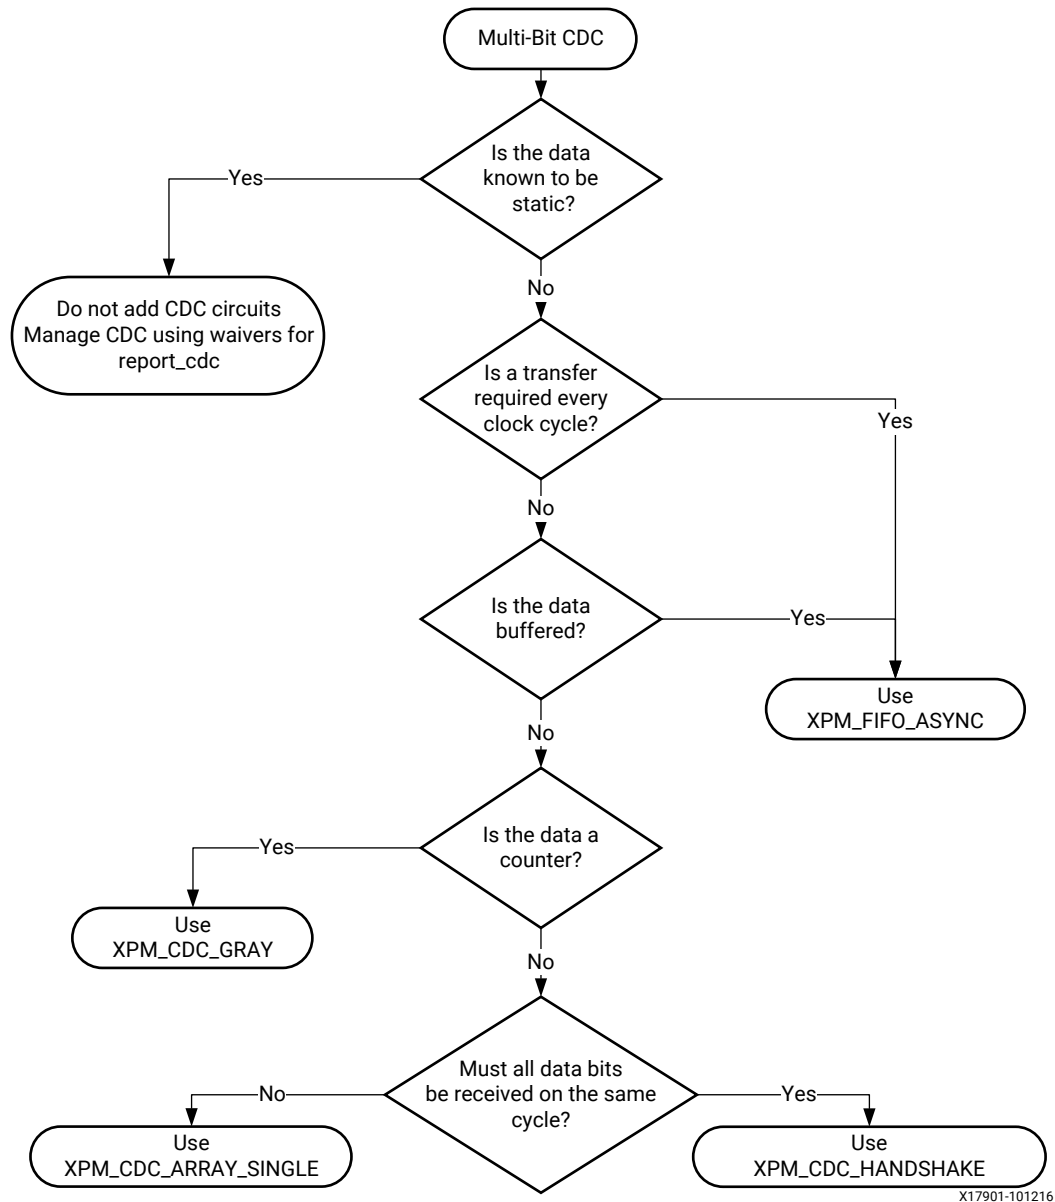 Multi-Bit CDC
Is the data
known to be
static?
Yes
No
Do not add CDC circuits
Manage CDC using waivers for
report_cdc
Is a transfer
required every
clock cycle?
Yes
No
Is the data
buffered?
Yes
No
Use
XPM_FIFO_ASYNC
Is the data a
counter?
Yes
No
Use
XPM_CDC_GRAY
Must all data bits
be received on the same
cycle?
No
Yes
Use
XPM_CDC_ARRAY_SINGLE
Use
XPM_CDC_HANDSHAKE
X17901-101216